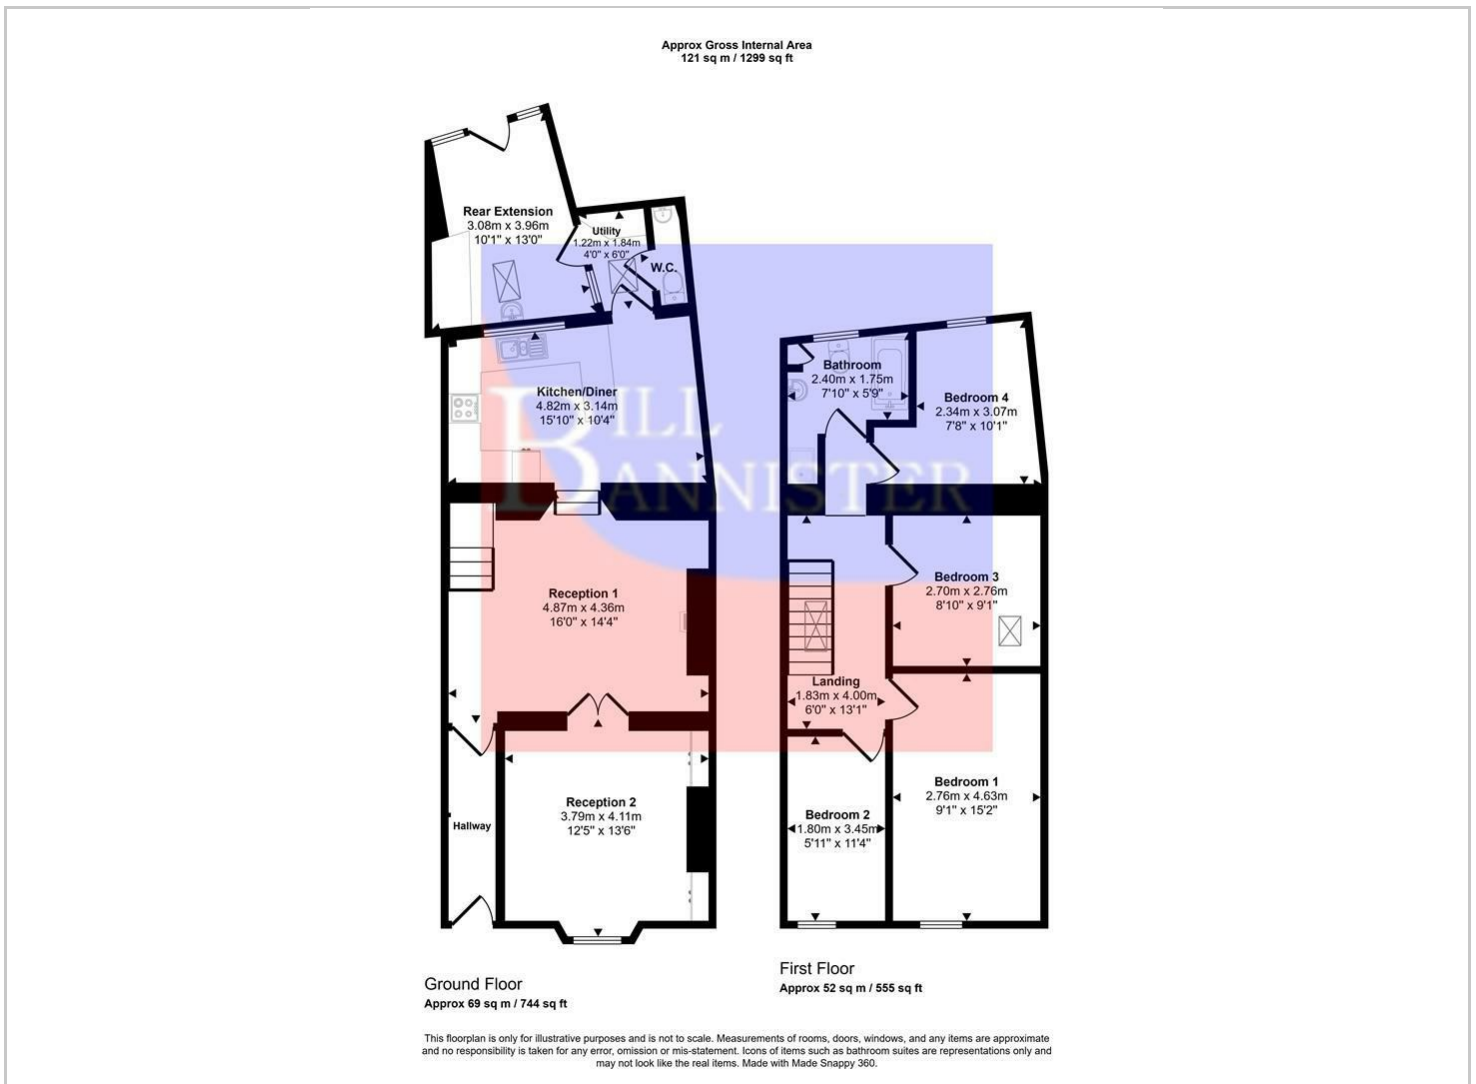 Approx Gross Internal Area
121 sq m / 1299 sq ft
Rear Extension
3.08m x 3.96m
10'1" x 13'0"
Utility
1.22m x 1.84m
4'0" x 6'0"
W.C.
Kitchen/Diner
4.82m x 3.14m
15'10" x 10'4"
Reception 1
4.87m x 4.36m
16'0" x 14'4"
Hallway
Reception 2
3.79m x 4.11m
12'5" x 13'6"
Ground Floor
Approx 69 sq m / 744 sq ft
Bathroom
2.40m x 1.75m
7'10" x 5'9"
Bedroom 4
2.34m x 3.07m
7'8" x 10'1"
Bedroom 3
2.70m x 2.76m
8'10" x 9'1"
Landing
1.83m x 4.00m
6'0" x 13'1"
Bedroom 1
2.76m x 4.63m
9'1" x 15'2"
Bedroom 2
1.80m x 3.45m
5'11" x 11'4"
First Floor
Approx 52 sq m / 555 sq ft
BILL
BANNISTER
This floorplan is only for illustrative purposes and is not to scale. Measurements of rooms, doors, windows, and any items are approximate
and no responsibility is taken for any error, omission or mis-statement. Icons of items such as bathroom suites are representations only and
may not look like the real items. Made with Made Snappy 360.